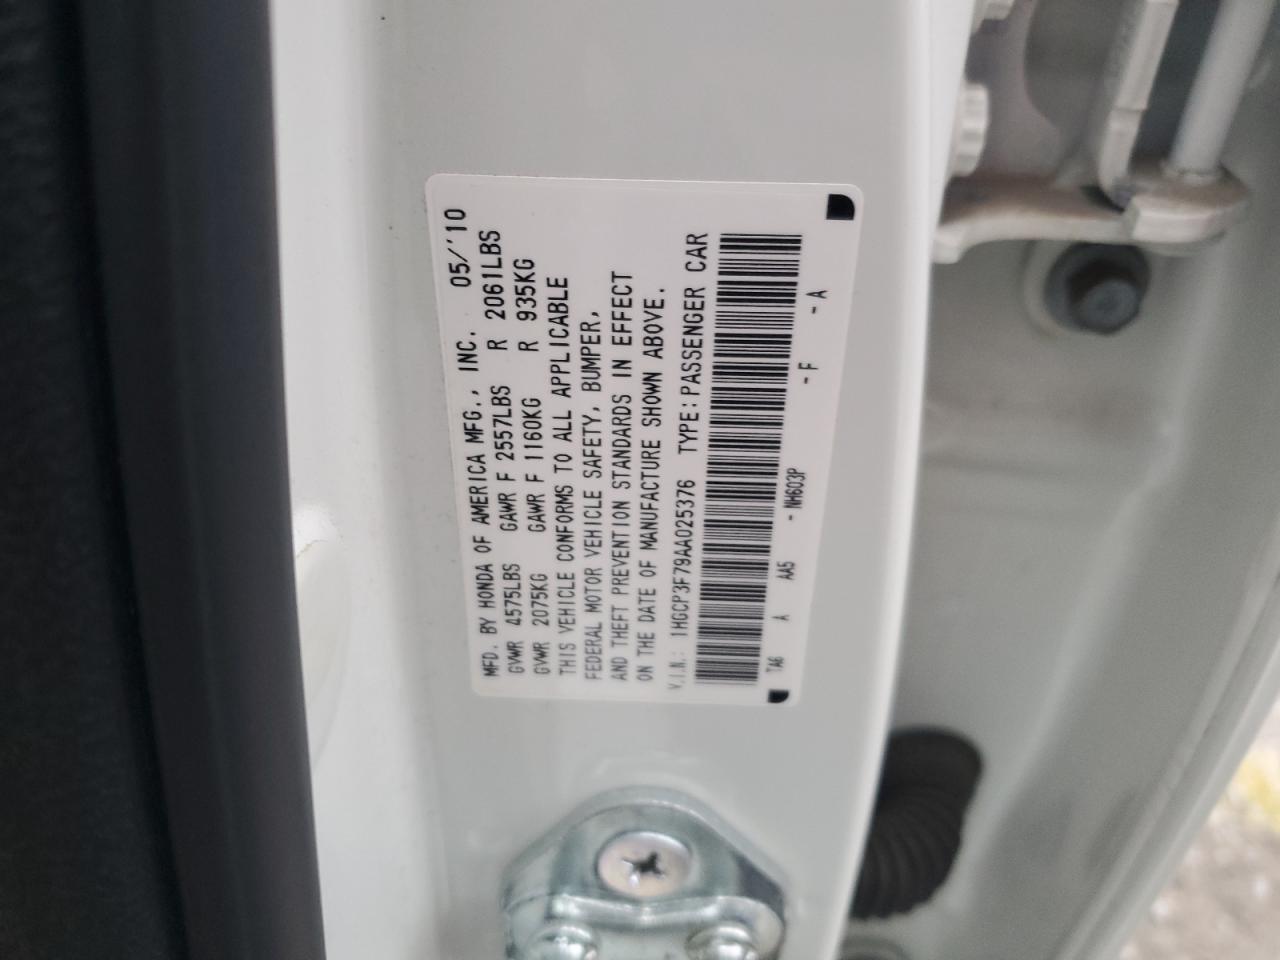 MFD. BY HONDA OF AMERICA MFG., INC. 05/'10
GVWR 4575LBS GAWR F 2557LBS R 2061LBS
GVWR 2075KG GAWR F 1160KG R 935KG
THIS VEHICLE CONFORMS TO ALL APPLICABLE
FEDERAL MOTOR VEHICLE SAFETY, BUMPER,
AND THEFT PREVENTION STANDARDS IN EFFECT
ON THE DATE OF MANUFACTURE SHOWN ABOVE.
V.I.N.: 1HGCP3F79AA025376 TYPE: PASSENGER CAR
TA6 A AA5 - NH603P - F - A